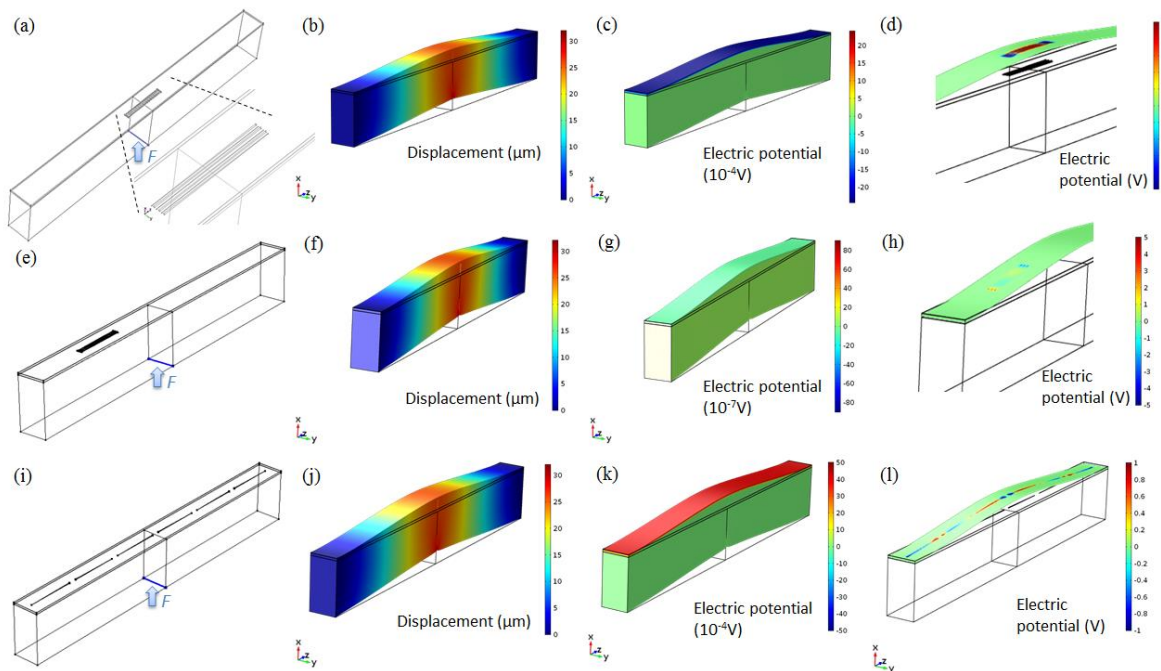 (a)
F
(b)
30
25
20
15
10
5
0
Displacement (μm)
x
z
y
(c)
20
15
10
5
0
-5
-10
-15
-20
Electric potential
(10-4V)
x
z
y
(d)
Electric
potential (V)
x
z
y
(e)
F
(f)
30
25
20
15
10
5
0
Displacement (μm)
x
z
y
(g)
80
60
40
20
0
-20
-40
-60
-80
Electric potential
(10-7V)
x
z
y
(h)
5
4
3
2
1
0
-1
-2
-3
-4
-5
Electric
potential (V)
x
z
y
(i)
F
(j)
30
25
20
15
10
5
0
Displacement (μm)
x
z
y
(k)
50
40
30
20
10
0
-10
-20
-30
-40
-50
Electric potential
(10-4V)
x
z
y
(l)
1
0.8
0.6
0.4
0.2
0
-0.2
-0.4
-0.6
-0.8
-1
Electric
potential (V)
x
z
y